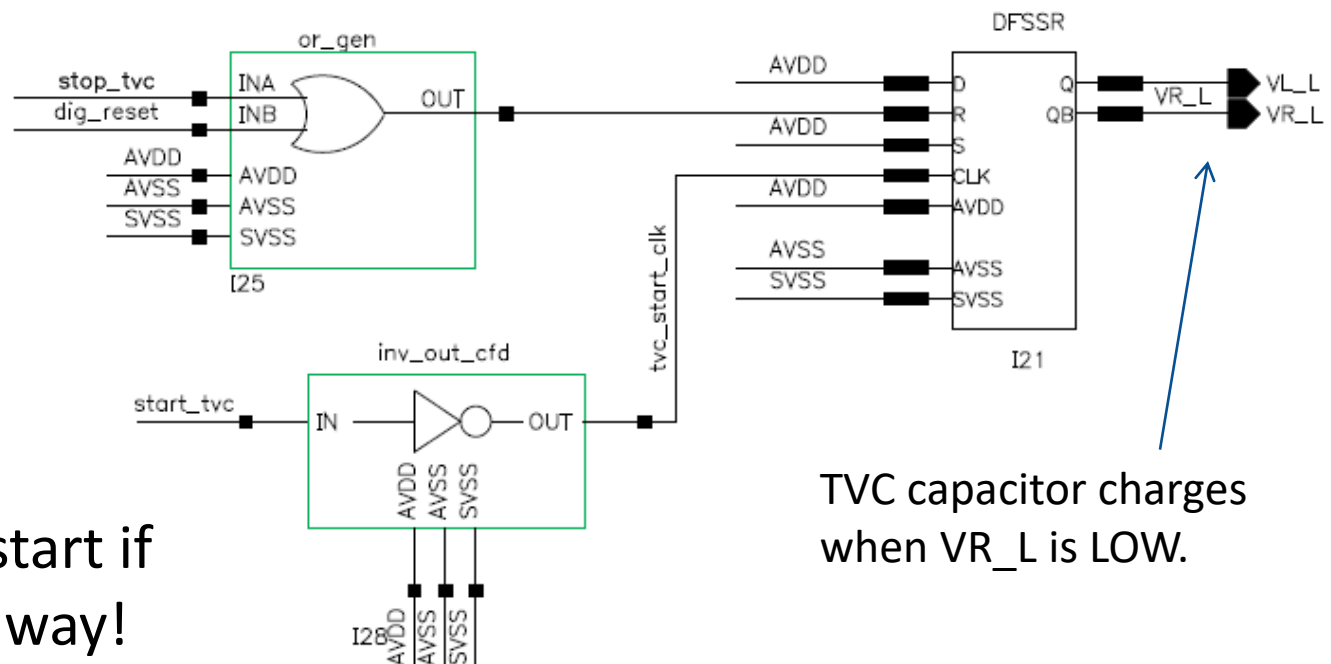 or_gen
DFSSR
stop_tvc
INA
OUT
dig_reset
INB
AVDD
AVDD
AVSS
AVSS
SVSS
SVSS
I25
AVDD
D
Q
VR_L
VL_L
R
QB
VR_L
AVDD
S
CLK
AVDD
AVDD
AVSS
AVSS
SVSS
SVSS
I21
tvc_start_clk
inv_out_cfd
start_tvc
IN
OUT
AVDD
AVSS
SVSS
I28
AVDD
AVSS
SVSS
start if
way!
TVC capacitor charges
when VR_L is LOW.